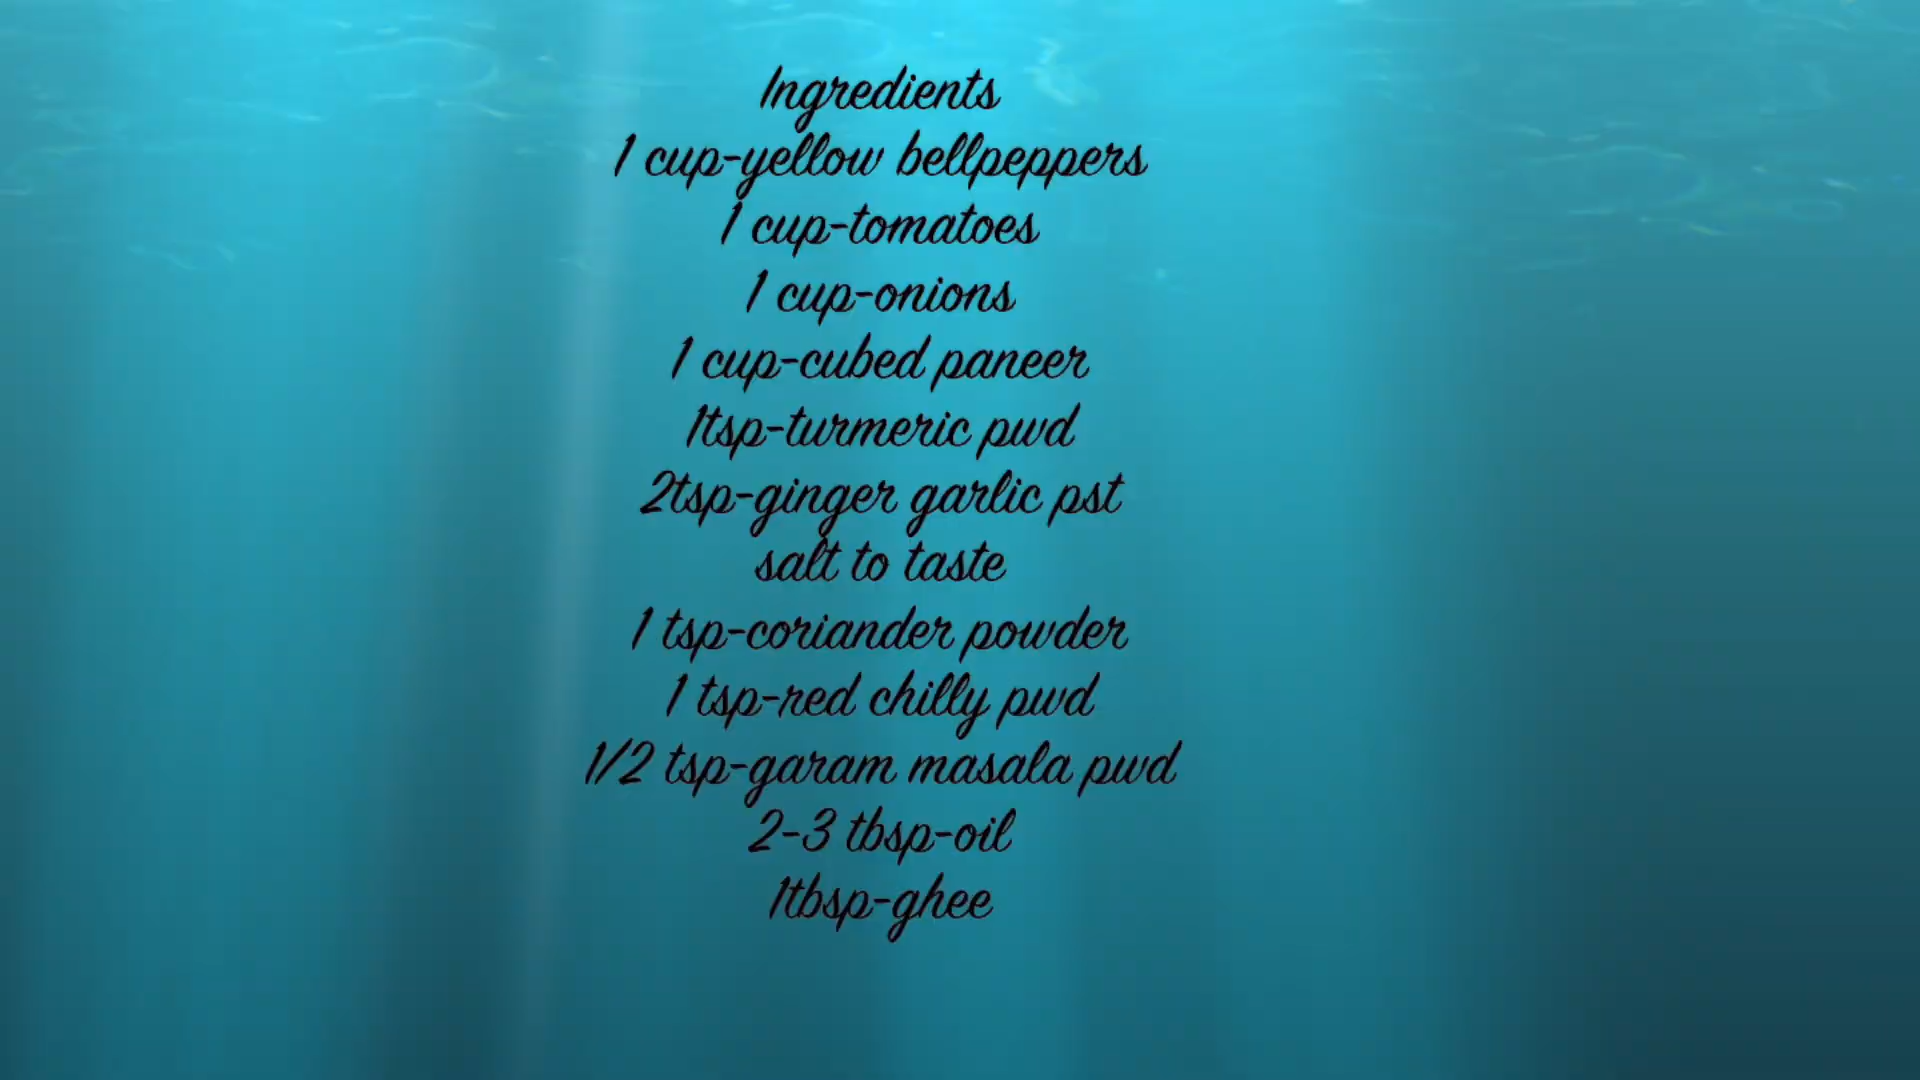 Ingredients
1 cup-yellow bellpeppers
1 cup-tomatoes
1 cup-onions
1 cup-cubed paneer
1tsp-turmeric pwd
2tsp-ginger garlic pst
salt to taste
1 tsp-coriander powder
1 tsp-red chilly pwd
1/2 tsp-garam masala pwd
2-3 tbsp-oil
1tbsp-ghee